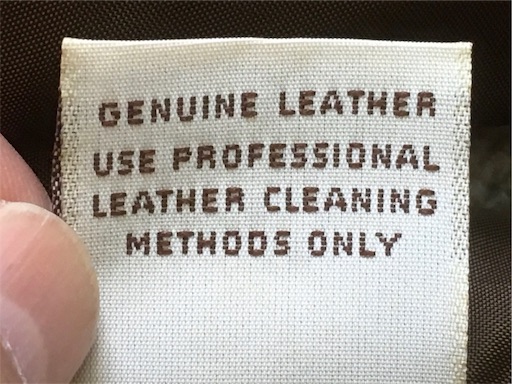 GENUINE LEATHER
USE PROFESSIONAL
LEATHER CLEANING
METHODS ONLY